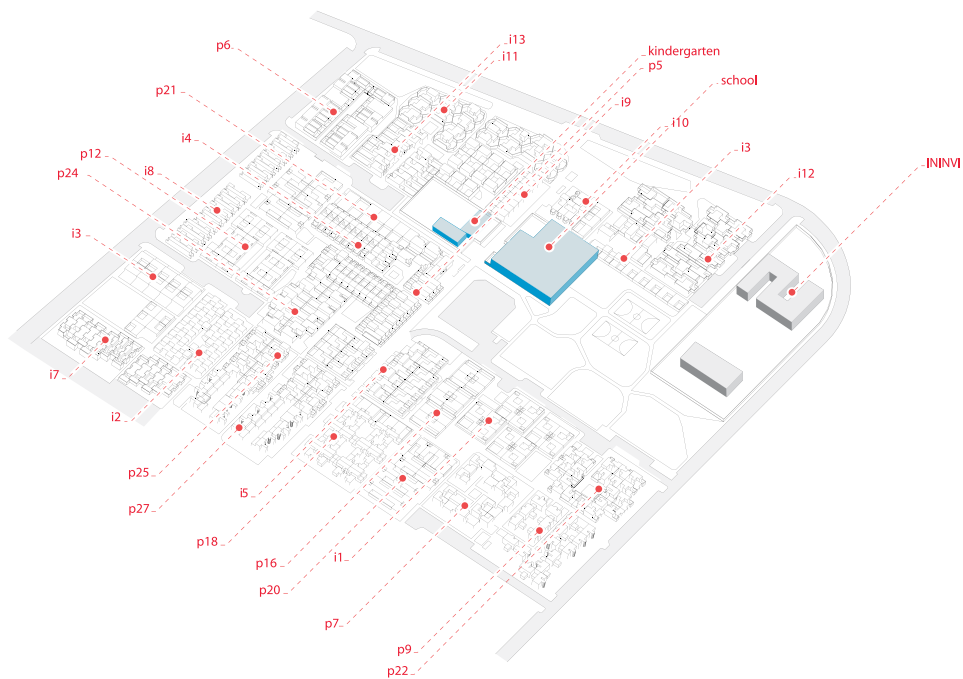 i13
p6
kindergarten
i11
p5
school
p21
i9
i10
i4
i3
p12
i8
ININVI
p24
i12
i3
i7
i2
p25
i5
p27
p18
p16
i1
p20
p7
p9
p22